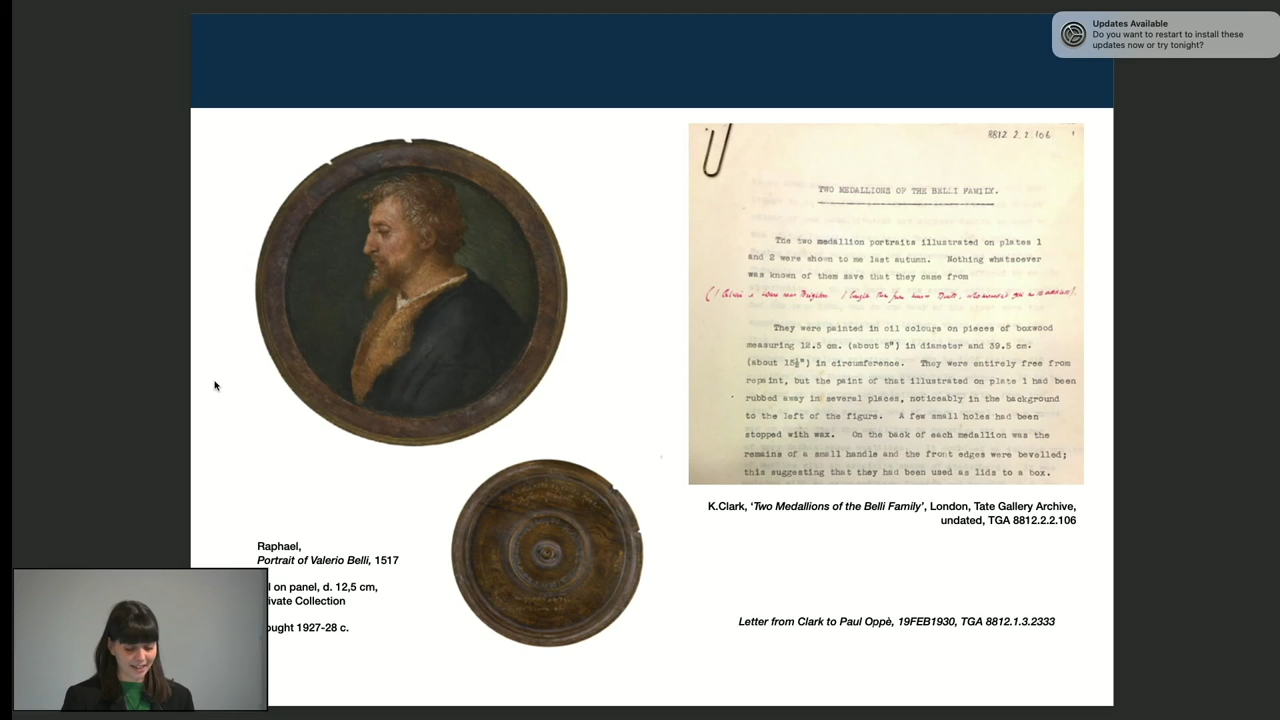 Updates Available
Do you want to restart to install these
updates now or try tonight?
8812 2.2.106
TWO MEDALLIONS OF THE BELLI FAMILY.
The two medallion portraits illustrated on plates 1
and 2 were shown to me last autumn. Nothing whatsoever
was known of them save that they came from
They were painted in oil colours on pieces of boxwood
measuring 12.5 cm. (about 5") in diameter and 39.5 cm.
(about 15½") in circumference. They were entirely free from
repaint, but the paint of that illustrated on plate 1 had been
rubbed away in several places, noticeably in the background
to the left of the figure. A few small holes had been
stopped with wax. On the back of each medallion was the
remains of a small handle and the front edges were bevelled;
this suggesting that they had been used as lids to a box.
K.Clark, ‘Two Medallions of the Belli Family’, London, Tate Gallery Archive,
undated, TGA 8812.2.2.106
Raphael,
Portrait of Valerio Belli, 1517
l on panel, d. 12,5 cm,
ivate Collection
ought 1927-28 c.
Letter from Clark to Paul Oppè, 19FEB1930, TGA 8812.1.3.2333